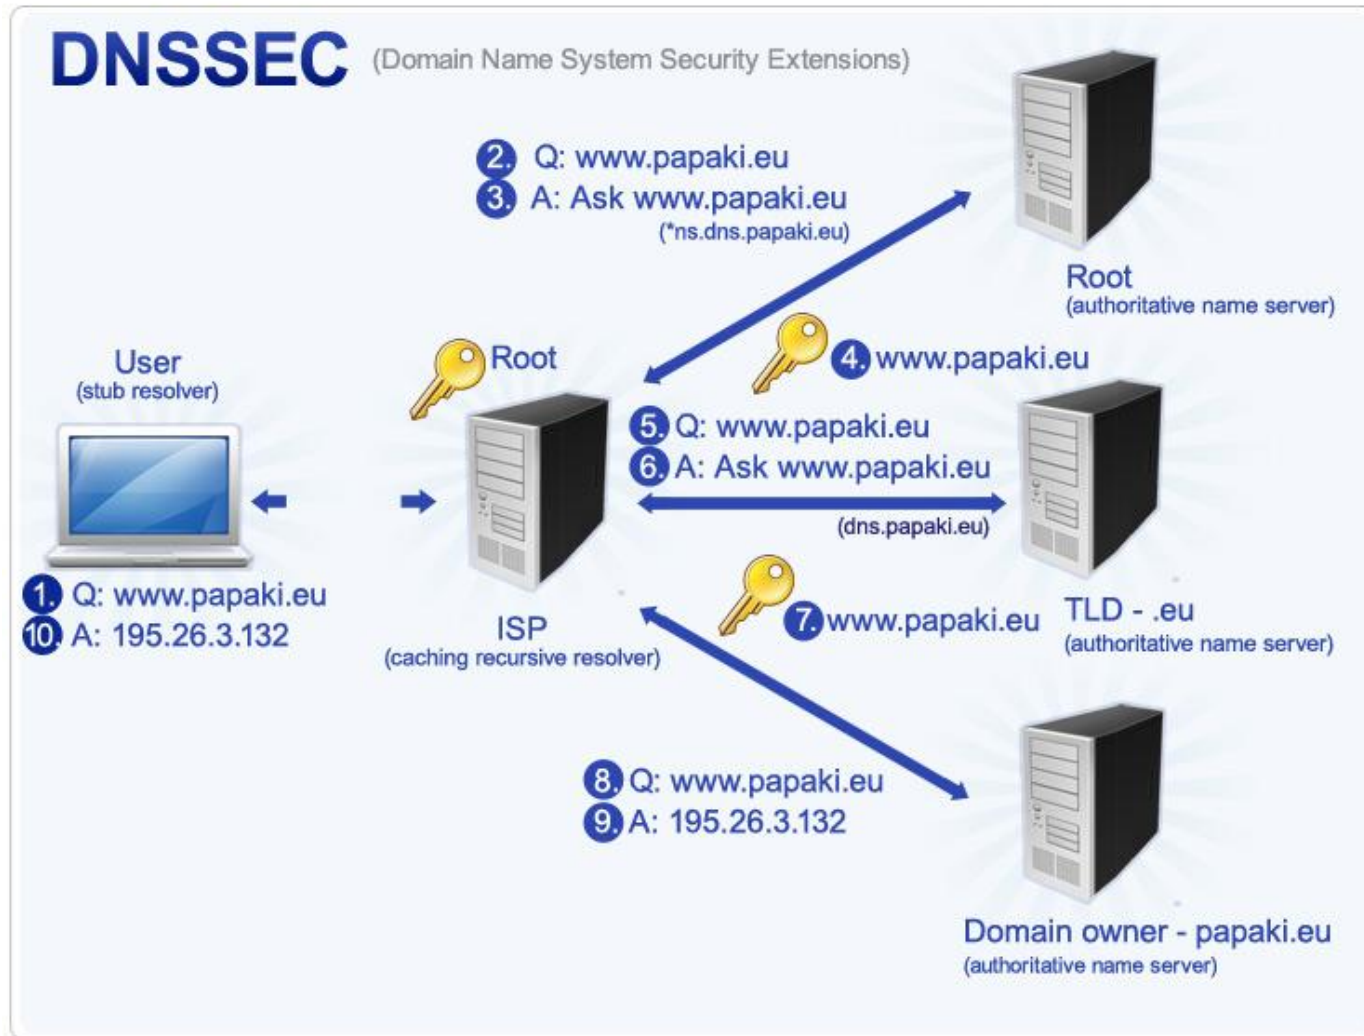 DNSSEC (Domain Name System Security Extensions)
2. Q: www.papaki.eu
3. A: Ask www.papaki.eu
(*ns.dns.papaki.eu)
Root
(authoritative name server)
User
(stub resolver)
Root
4. www.papaki.eu
5. Q: www.papaki.eu
6. A: Ask www.papaki.eu
(dns.papaki.eu)
1. Q: www.papaki.eu
10. A: 195.26.3.132
ISP
(caching recursive resolver)
7. www.papaki.eu
TLD - .eu
(authoritative name server)
8. Q: www.papaki.eu
9. A: 195.26.3.132
Domain owner - papaki.eu
(authoritative name server)